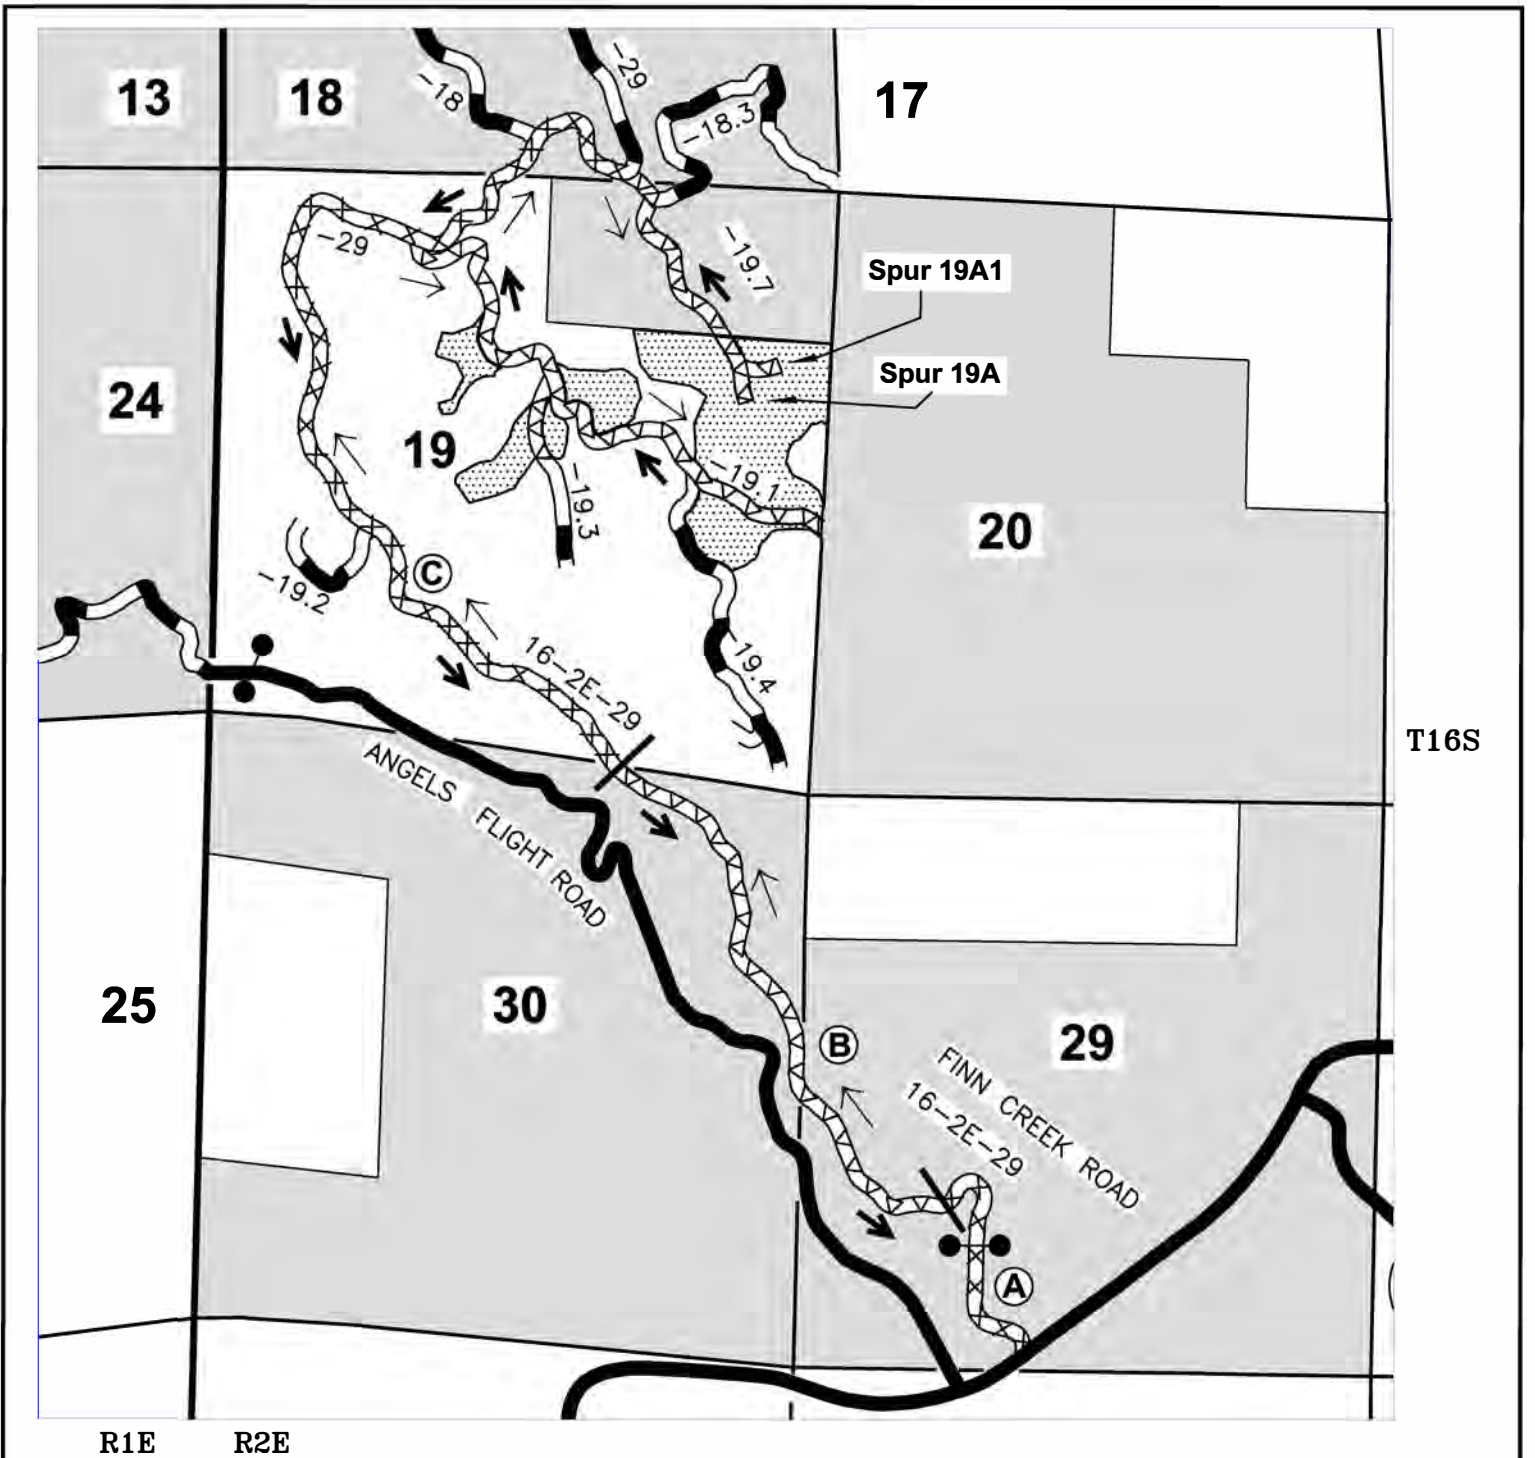 13
18
17
-18
-29
-18.3
-29
-19.7
Spur 19A1
Spur 19A
24
19
-19.1
-19.3
20
-19.2
C
16-2E-29
-19.4
T16S
ANGELS FLIGHT ROAD
25
30
B
29
FINN CREEK ROAD
16-2E-29
A
R1E
R2E